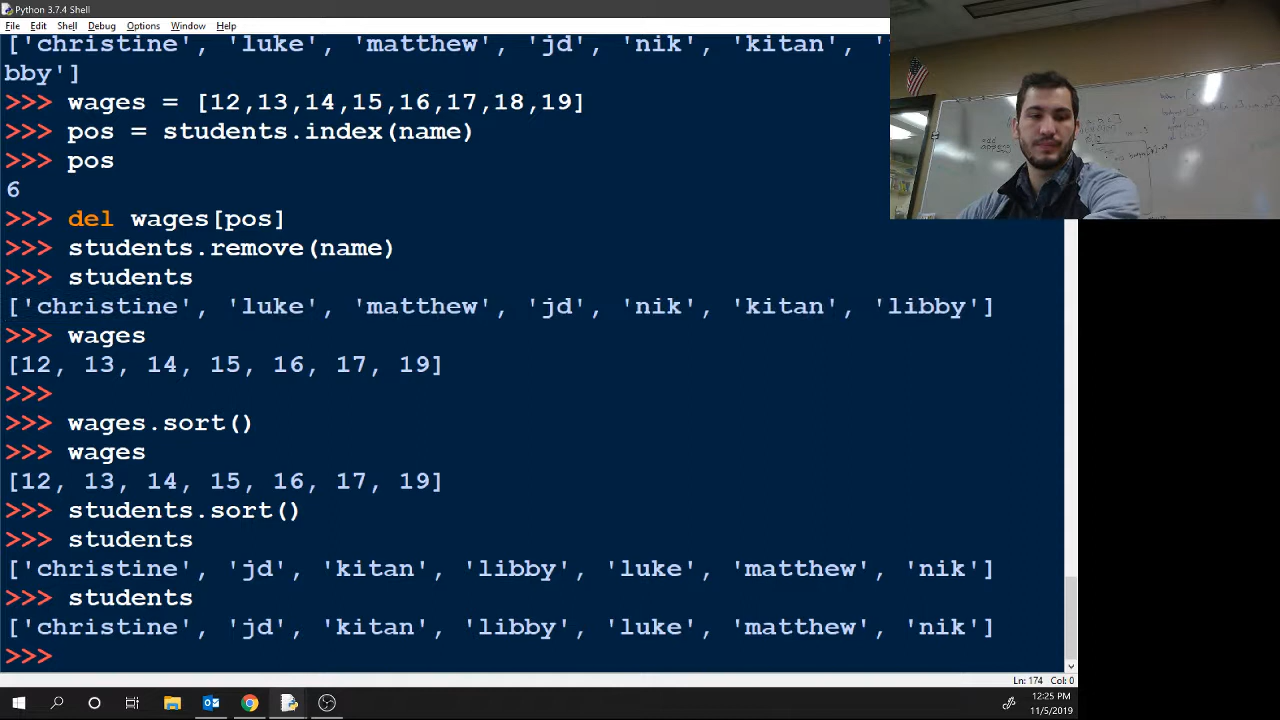 Python 3.7.4 Shell
File Edit Shell Debug Options Window Help
['christine', 'luke', 'matthew', 'jd', 'nik', 'kitan',
bby']
>>> wages = [12,13,14,15,16,17,18,19]
>>> pos = students.index(name)
>>> pos
6
>>> del wages[pos]
>>> students.remove(name)
>>> students
['christine', 'luke', 'matthew', 'jd', 'nik', 'kitan', 'libby']
>>> wages
[12, 13, 14, 15, 16, 17, 19]
>>>
>>> wages.sort()
>>> wages
[12, 13, 14, 15, 16, 17, 19]
>>> students.sort()
>>> students
['christine', 'jd', 'kitan', 'libby', 'luke', 'matthew', 'nik']
>>> students
['christine', 'jd', 'kitan', 'libby', 'luke', 'matthew', 'nik']
>>>
Ln: 174 Col: 0
12:25 PM
11/5/2019